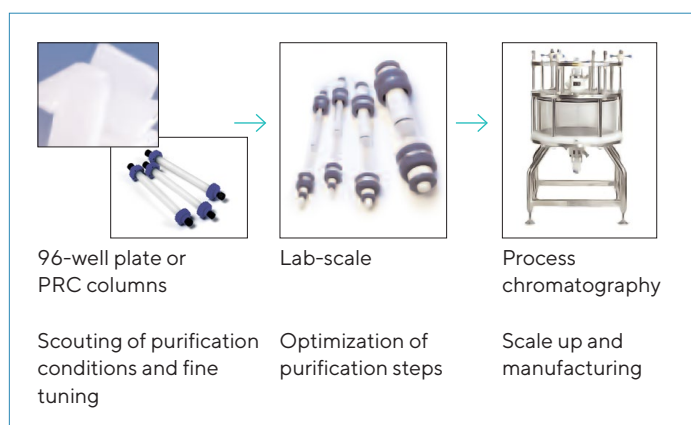 96-well plate or
PRC columns
Scouting of purification
conditions and fine
tuning
Lab-scale
Optimization of
purification steps
Process
chromatography
Scale up and
manufacturing